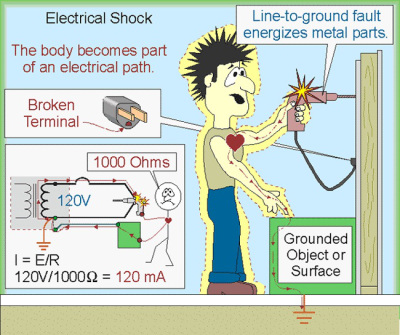 Electrical Shock
The body becomes part
of an electrical path.
Line-to-ground fault
energizes metal parts.
Broken
Terminal
1000 Ohms
120V
I = E/R
120V/1000Ω = 120 mA
Grounded
Object or
Surface